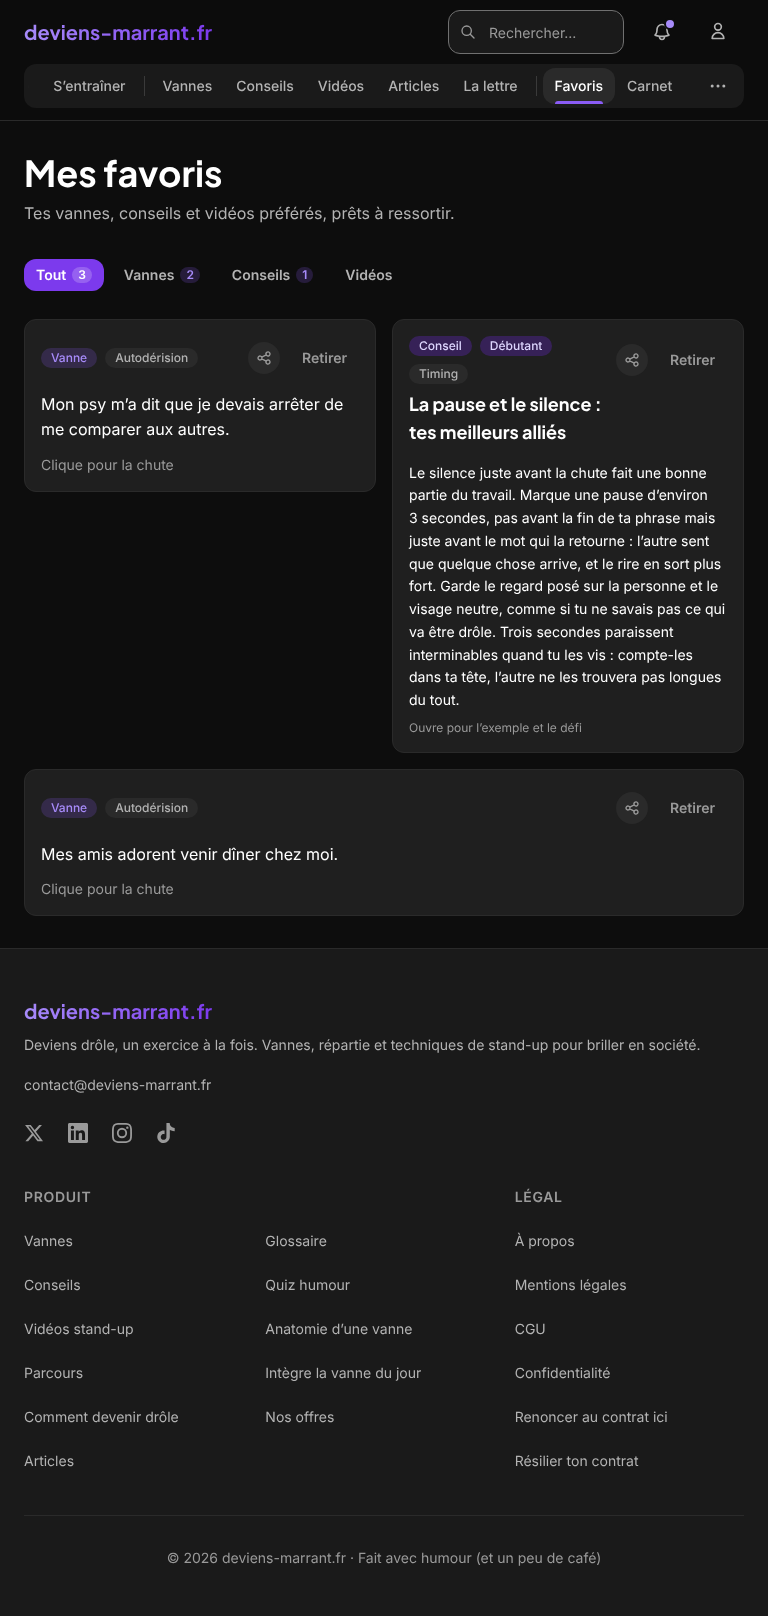 deviens-marrant.fr
Rechercher...
S'entraîner
Vannes
Conseils
Vidéos
Articles
La lettre
Favoris
Carnet
Mes favoris
Tes vannes, conseils et vidéos préférés, prêts à ressortir.
Tout 3
Vannes 2
Conseils 1
Vidéos
Vanne
Autodérision
Retirer
Mon psy m’a dit que je devais arrêter de
me comparer aux autres.
Clique pour la chute
Conseil
Débutant
Timing
Retirer
La pause et le silence :
tes meilleurs alliés
Le silence juste avant la chute fait une bonne
partie du travail. Marque une pause d’environ
3 secondes, pas avant la fin de ta phrase mais
juste avant le mot qui la retourne : l’autre sent
que quelque chose arrive, et le rire en sort plus
fort. Garde le regard posé sur la personne et le
visage neutre, comme si tu ne savais pas ce qui
va être drôle. Trois secondes paraissent
interminables quand tu les vis : compte-les
dans ta tête, l’autre ne les trouvera pas longues
du tout.
Ouvre pour l’exemple et le défi
Vanne
Autodérision
Retirer
Mes amis adorent venir dîner chez moi.
Clique pour la chute
deviens-marrant.fr
Deviens drôle, un exercice à la fois. Vannes, répartie et techniques de stand-up pour briller en société.
contact@deviens-marrant.fr
PRODUIT
Vannes
Conseils
Vidéos stand-up
Parcours
Comment devenir drôle
Articles
Glossaire
Quiz humour
Anatomie d’une vanne
Intègre la vanne du jour
Nos offres
LÉGAL
À propos
Mentions légales
CGU
Confidentialité
Renoncer au contrat ici
Résilier ton contrat
© 2026 deviens-marrant.fr · Fait avec humour (et un peu de café)